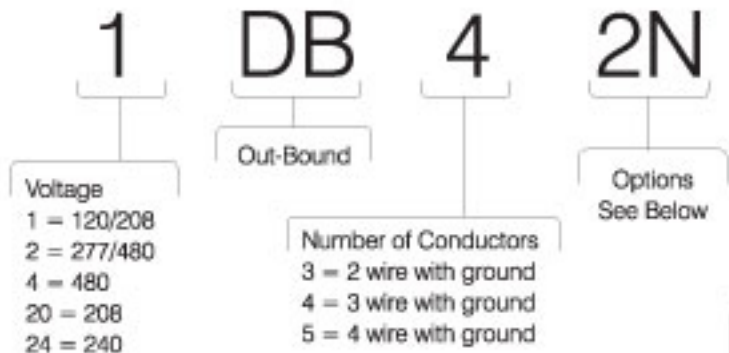 1 DB 4 2N
Out-Bound
Voltage
1 = 120/208
2 = 277/480
4 = 480
20 = 208
24 = 240
Number of Conductors
3 = 2 wire with ground
4 = 3 wire with ground
5 = 4 wire with ground
Options
See Below